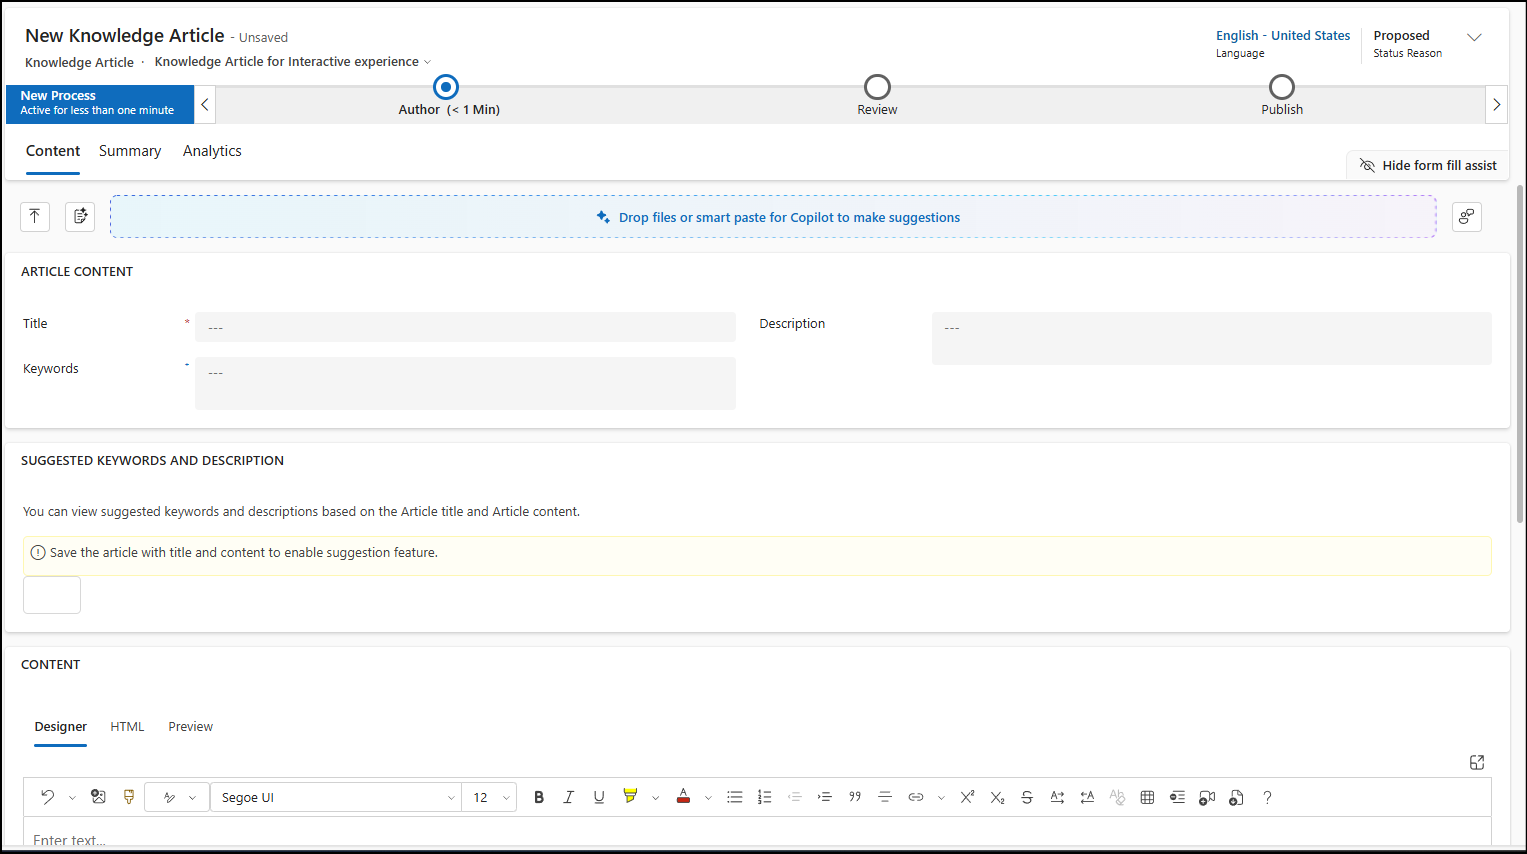 New Knowledge Article - Unsaved
Knowledge Article · Knowledge Article for Interactive experience
English - United States
Language
Proposed
Status Reason
New Process
Active for less than one minute
Author (< 1 Min)
Review
Publish
Content Summary Analytics
Hide form fill assist
Drop files or smart paste for Copilot to make suggestions
ARTICLE CONTENT
Title * ---
Description ---
Keywords + ---
SUGGESTED KEYWORDS AND DESCRIPTION
You can view suggested keywords and descriptions based on the Article title and Article content.
Save the article with title and content to enable suggestion feature.
CONTENT
Designer HTML Preview
Segoe UI 12
Enter text...